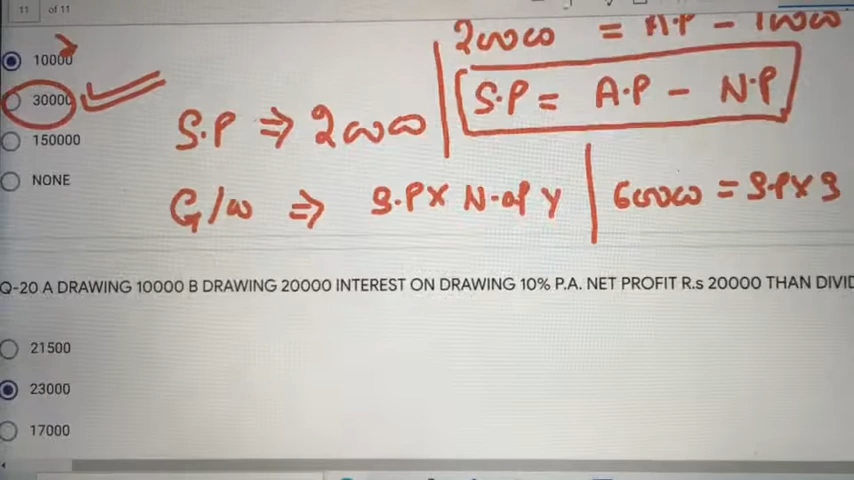 11 of 11
20000 = A.P - 10000
10000
30000
S.P = A.P - N.P
S.P ⇒ 20000
150000
NONE
G/w ⇒ S.P X N.of Y
60000 = S.P X 3
Q-20 A DRAWING 10000 B DRAWING 20000 INTEREST ON DRAWING 10% P.A. NET PROFIT R.s 20000 THAN DIVID
21500
23000
17000